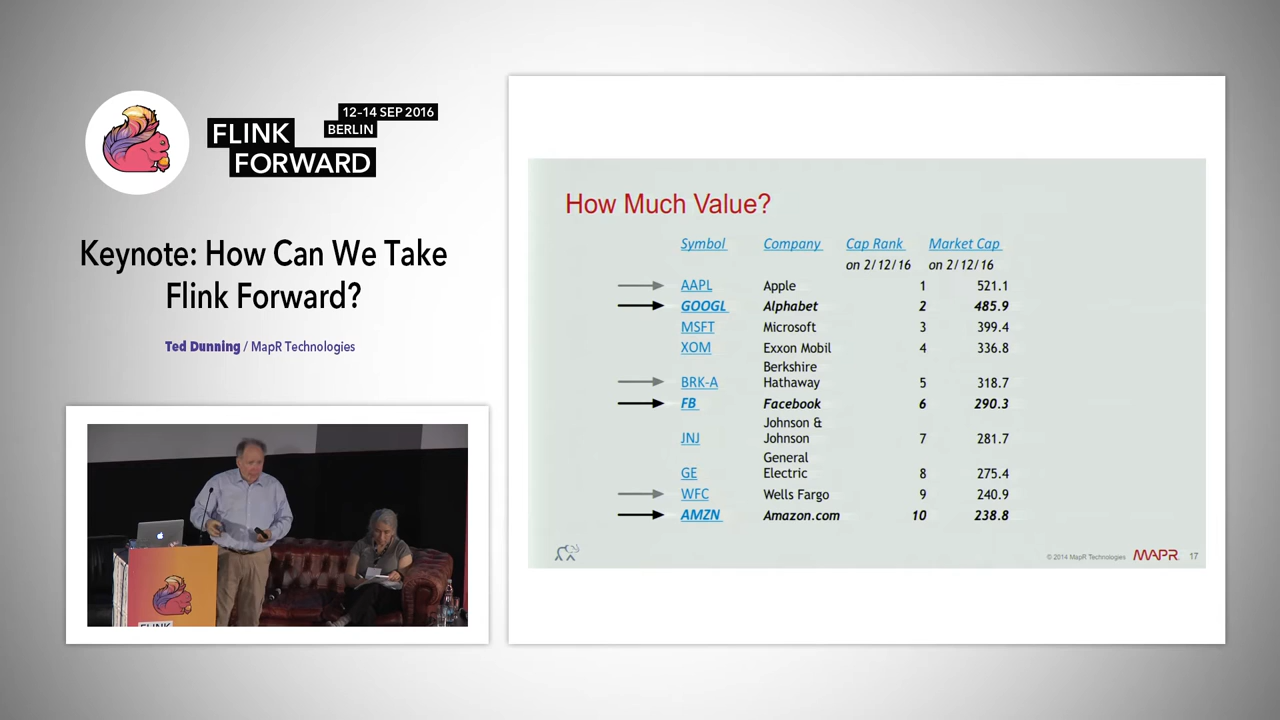 12–14 SEP 2016
BERLIN
FLINK
FORWARD
Keynote: How Can We Take
Flink Forward?
Ted Dunning / MapR Technologies
FLINK
How Much Value?
Symbol Company Cap Rank Market Cap
on 2/12/16 on 2/12/16
AAPL Apple 1 521.1
GOOGL Alphabet 2 485.9
MSFT Microsoft 3 399.4
XOM Exxon Mobil 4 336.8
Berkshire
BRK-A Hathaway 5 318.7
FB Facebook 6 290.3
Johnson &
JNJ Johnson 7 281.7
General
GE Electric 8 275.4
WFC Wells Fargo 9 240.9
AMZN Amazon.com 10 238.8
© 2014 MapR Technologies MAPR 17